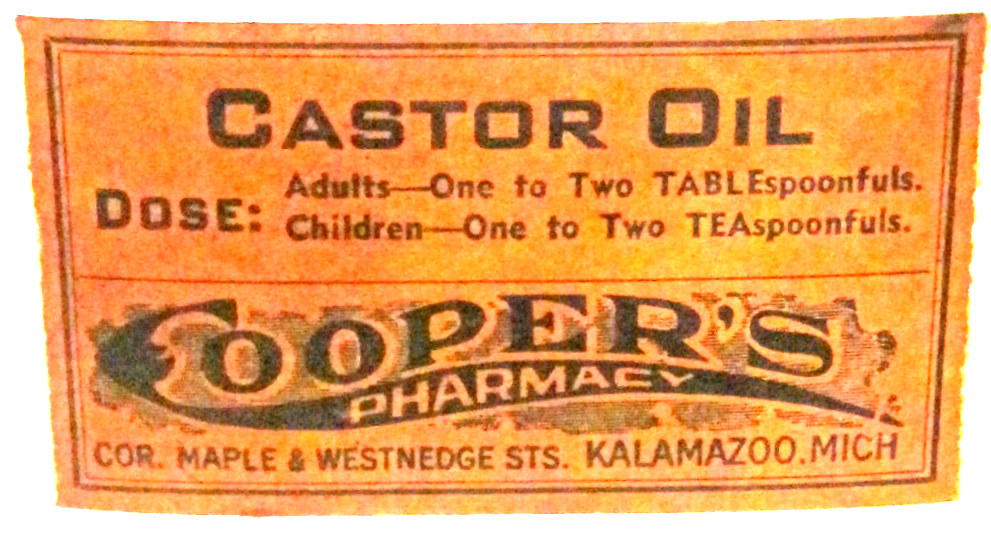 CASTOR OIL
DOSE: Adults—One to Two TABLEspoonfuls.
Children—One to Two TEAspoonfuls.
COOPER'S
PHARMACY
COR. MAPLE & WESTNEDGE STS. KALAMAZOO. MICH